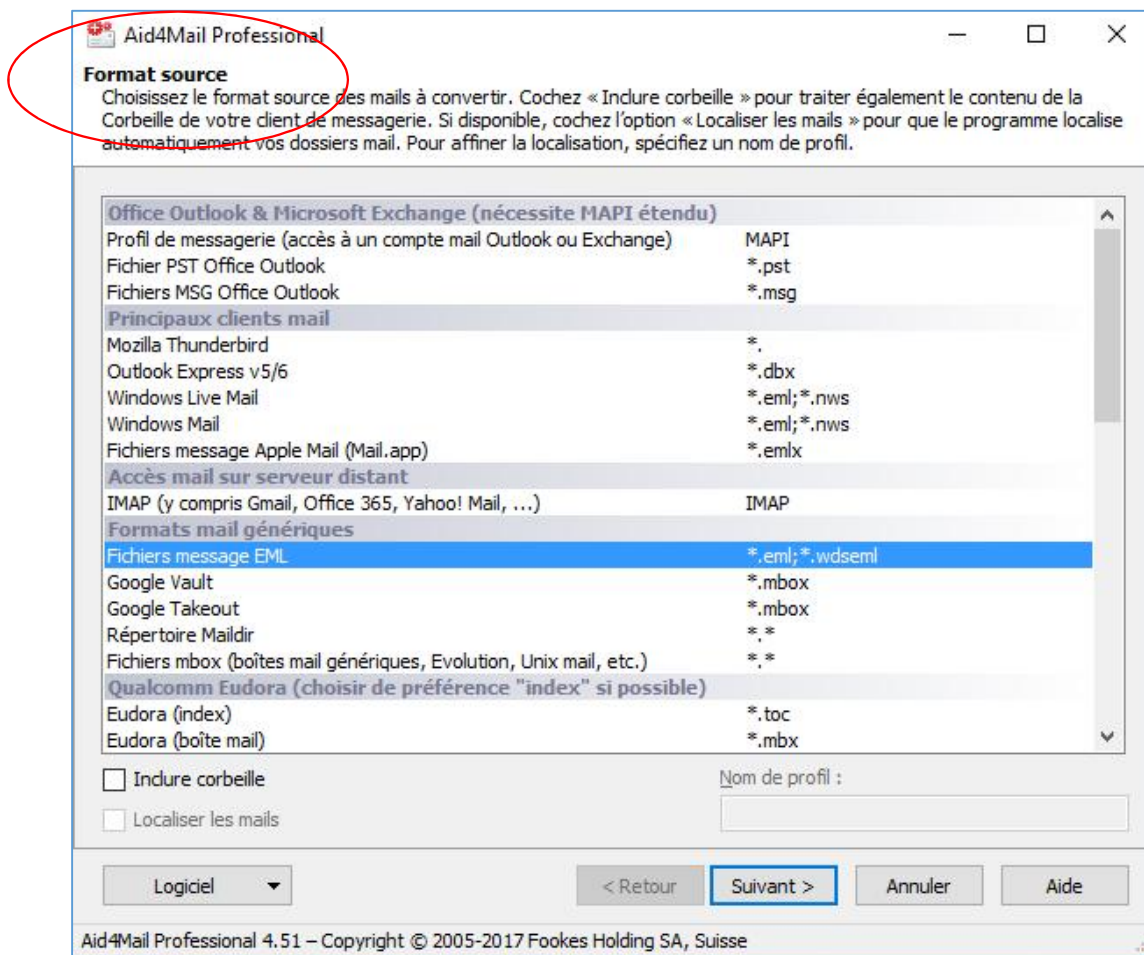 Aid4Mail Professional
Format source
Choisissez le format source des mails à convertir. Cochez « Inclure corbeille » pour traiter également le contenu de la
Corbeille de votre client de messagerie. Si disponible, cochez l'option « Localiser les mails » pour que le programme localise
automatiquement vos dossiers mail. Pour affiner la localisation, spécifiez un nom de profil.
Office Outlook & Microsoft Exchange (nécessite MAPI étendu)
Profil de messagerie (accès à un compte mail Outlook ou Exchange) MAPI
Fichier PST Office Outlook *.pst
Fichiers MSG Office Outlook *.msg
Principaux clients mail
Mozilla Thunderbird *.
Outlook Express v5/6 *.dbx
Windows Live Mail *.eml;*.nws
Windows Mail *.eml;*.nws
Fichiers message Apple Mail (Mail.app) *.emlx
Accès mail sur serveur distant
IMAP (y compris Gmail, Office 365, Yahoo! Mail, ...) IMAP
Formats mail génériques
Fichiers message EML *.eml;*.wdseml
Google Vault *.mbox
Google Takeout *.mbox
Répertoire Maildir *.*
Fichiers mbox (boîtes mail génériques, Evolution, Unix mail, etc.) *.*
Qualcomm Eudora (choisir de préférence "index" si possible)
Eudora (index) *.toc
Eudora (boîte mail) *.mbx
Inclure corbeille Nom de profil :
Localiser les mails
Logiciel < Retour Suivant > Annuler Aide
Aid4Mail Professional 4.51 – Copyright © 2005-2017 Fookes Holding SA, Suisse